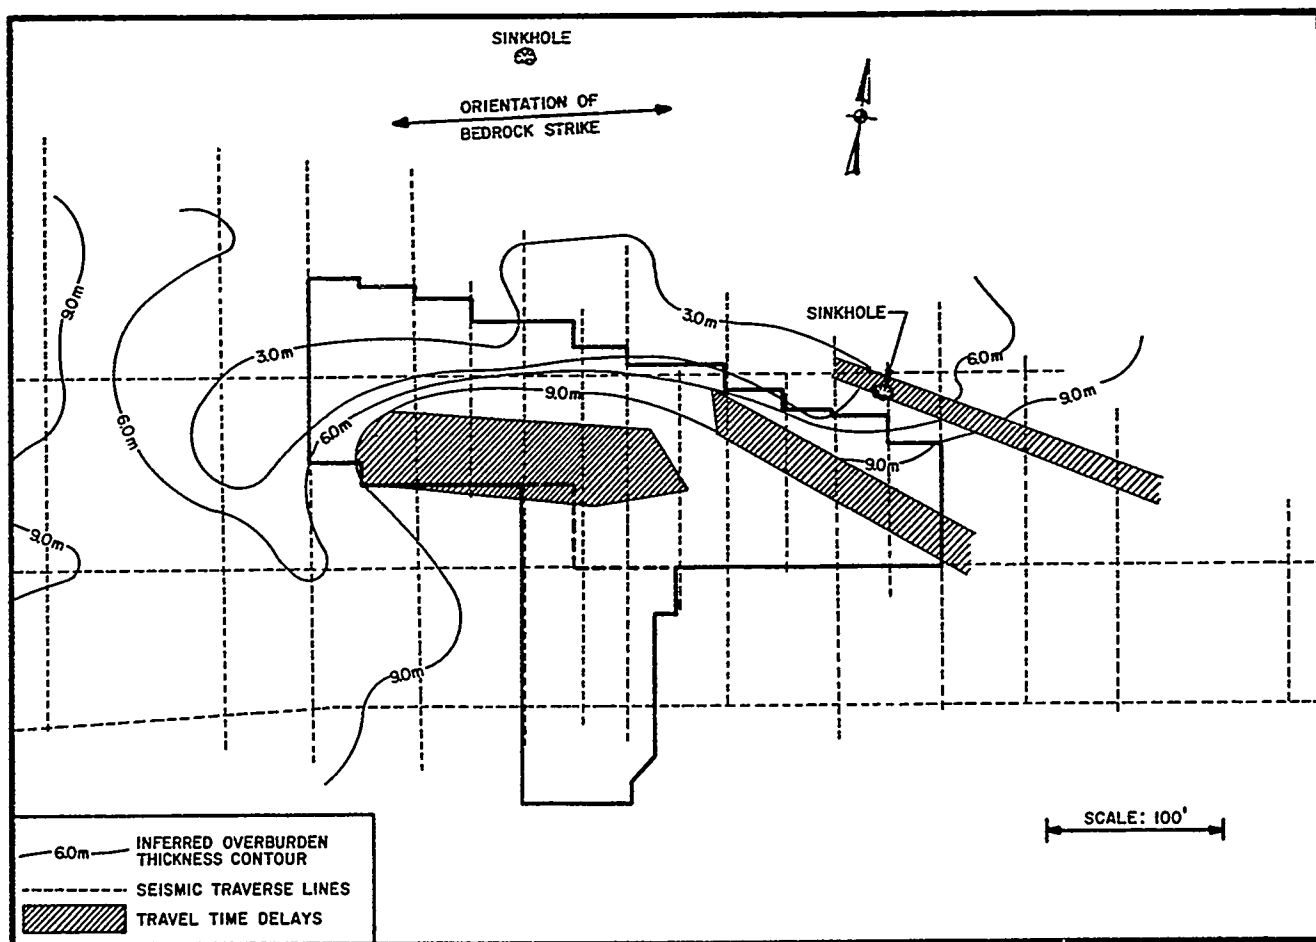 SINKHOLE
ORIENTATION OF
BEDROCK STRIKE
9.0m
6.0m
3.0m
6.0m
9.0m
3.0m
SINKHOLE
6.0m
9.0m
9.0m
9.0m
9.0m
SCALE: 100'
6.0m
INFERRED OVERBURDEN
THICKNESS CONTOUR
SEISMIC TRAVERSE LINES
TRAVEL TIME DELAYS